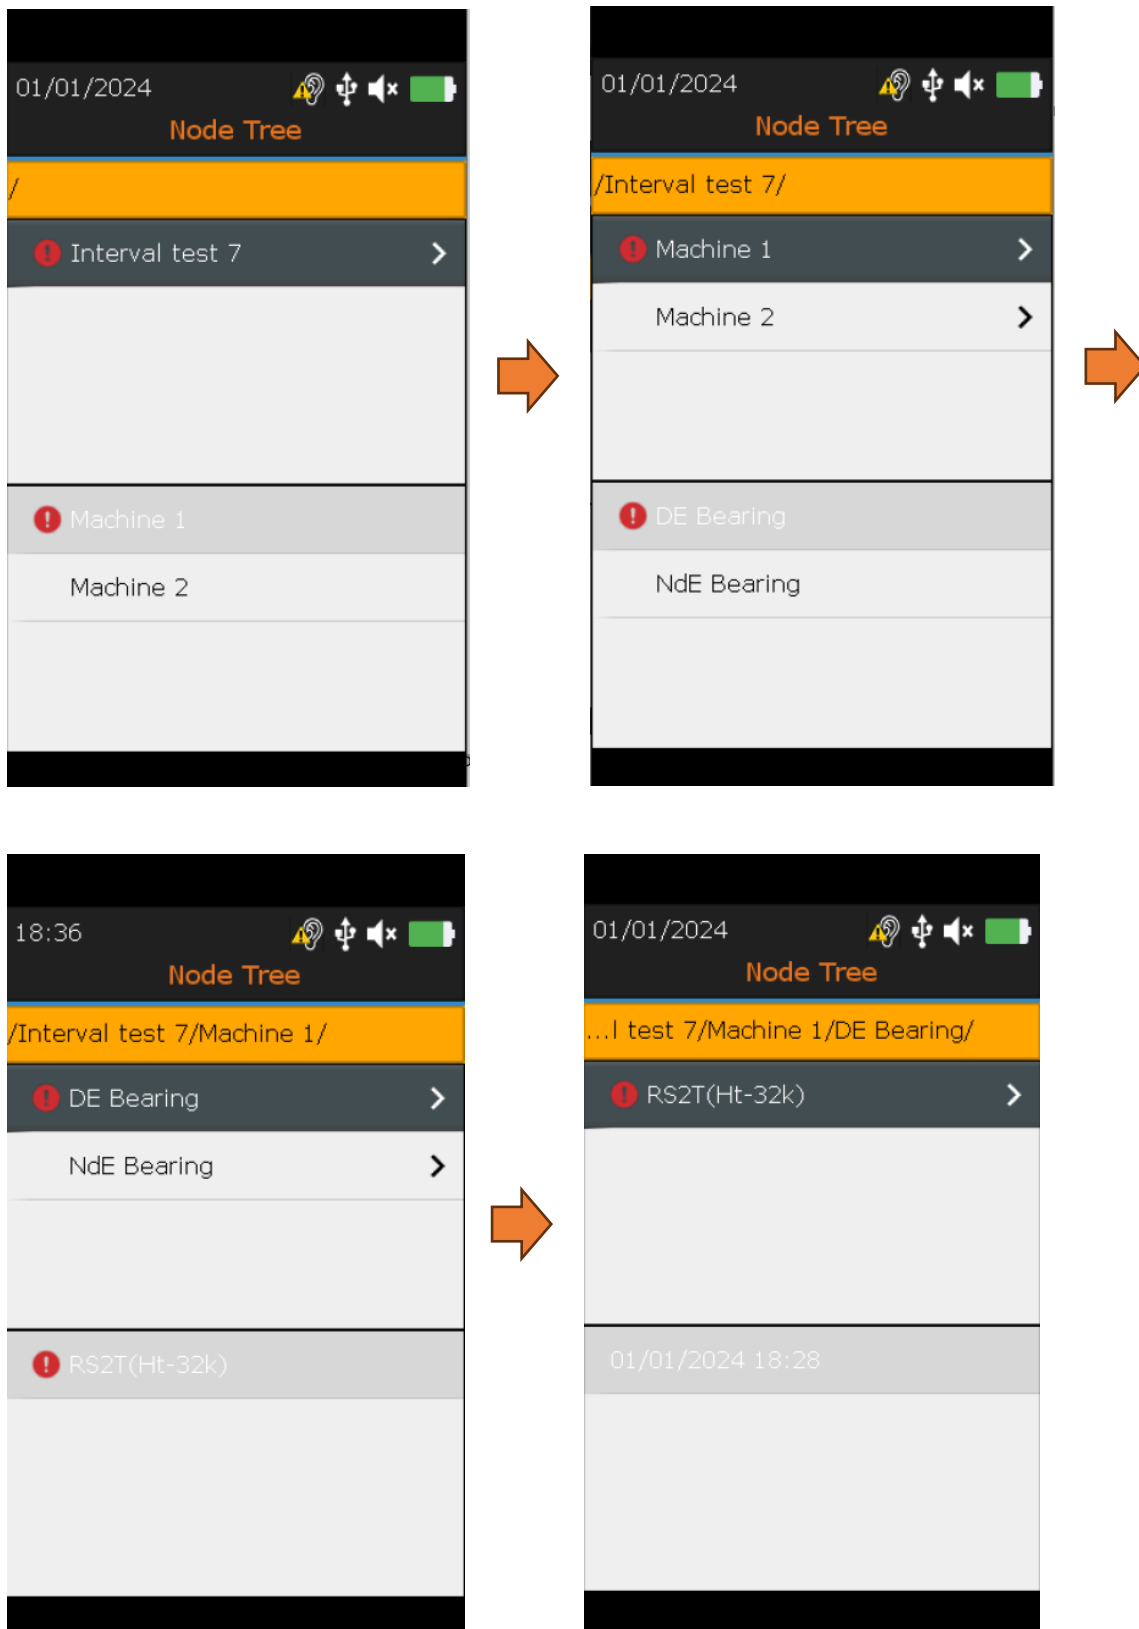 01/01/2024
Node Tree
/
Interval test 7
Machine 1
Machine 2
01/01/2024
Node Tree
/Interval test 7/
Machine 1
Machine 2
DE Bearing
NdE Bearing
18:36
Node Tree
/Interval test 7/Machine 1/
DE Bearing
NdE Bearing
RS2T(Ht-32k)
01/01/2024
Node Tree
...l test 7/Machine 1/DE Bearing/
RS2T(Ht-32k)
01/01/2024 18:28